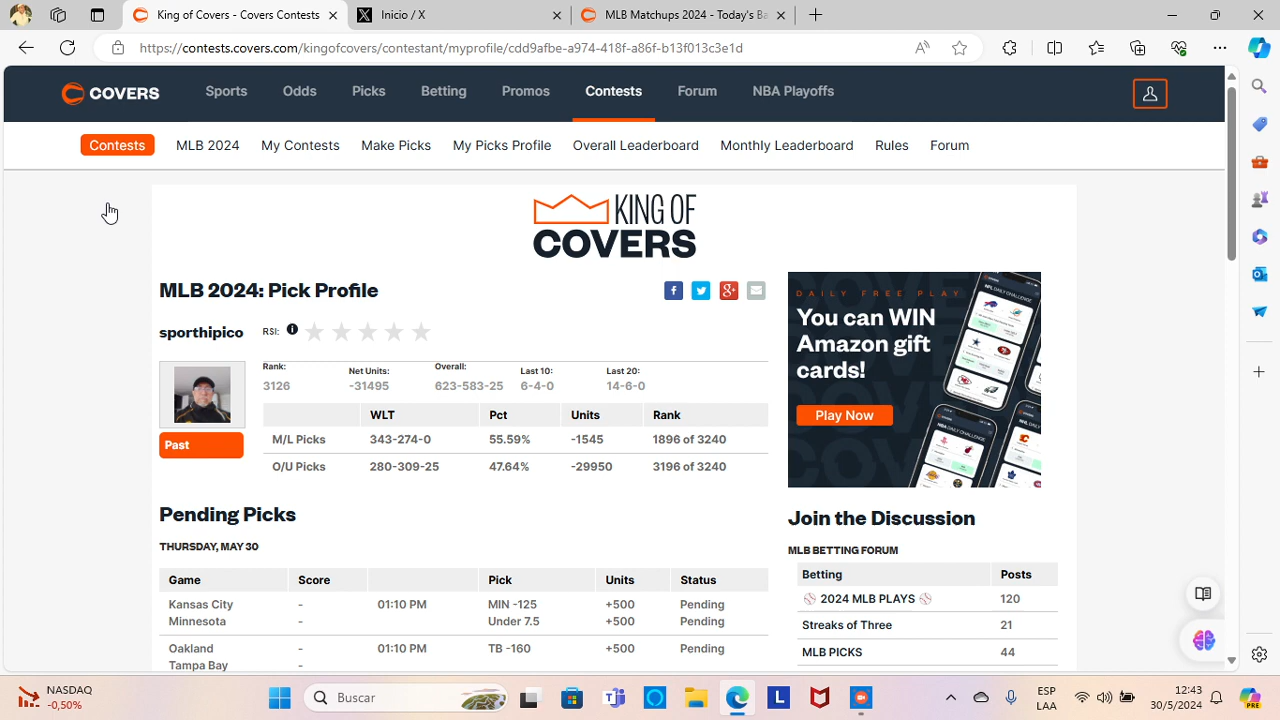 King of Covers - Covers Contests
Inicio / X
MLB Matchups 2024 - Today's Ba
https://contests.covers.com/kingofcovers/contestant/myprofile/cdd9afbe-a974-418f-a86f-b13f013c3e1d
COVERS
Sports Odds Picks Betting Promos Contests Forum NBA Playoffs
Contests MLB 2024 My Contests Make Picks My Picks Profile Overall Leaderboard Monthly Leaderboard Rules Forum
KING OF
COVERS
MLB 2024: Pick Profile
sporthipico RSI:
Rank: Net Units: Overall: Last 10: Last 20:
3126 -31495 623-583-25 6-4-0 14-6-0
WLT Pct Units Rank
M/L Picks 343-274-0 55.59% -1545 1896 of 3240
O/U Picks 280-309-25 47.64% -29950 3196 of 3240
Past
Pending Picks
THURSDAY, MAY 30
Game Score Pick Units Status
Kansas City - 01:10 PM MIN -125 +500 Pending
Minnesota - Under 7.5 +500 Pending
Oakland - 01:10 PM TB -160 +500 Pending
Tampa Bay -
DAILY FREE PLAY
You can WIN
Amazon gift
cards!
Play Now
Join the Discussion
MLB BETTING FORUM
Betting Posts
2024 MLB PLAYS 120
Streaks of Three 21
MLB PICKS 44
NASDAQ
-0,50%
Buscar
ESP
LAA
12:43
30/5/2024
PRE